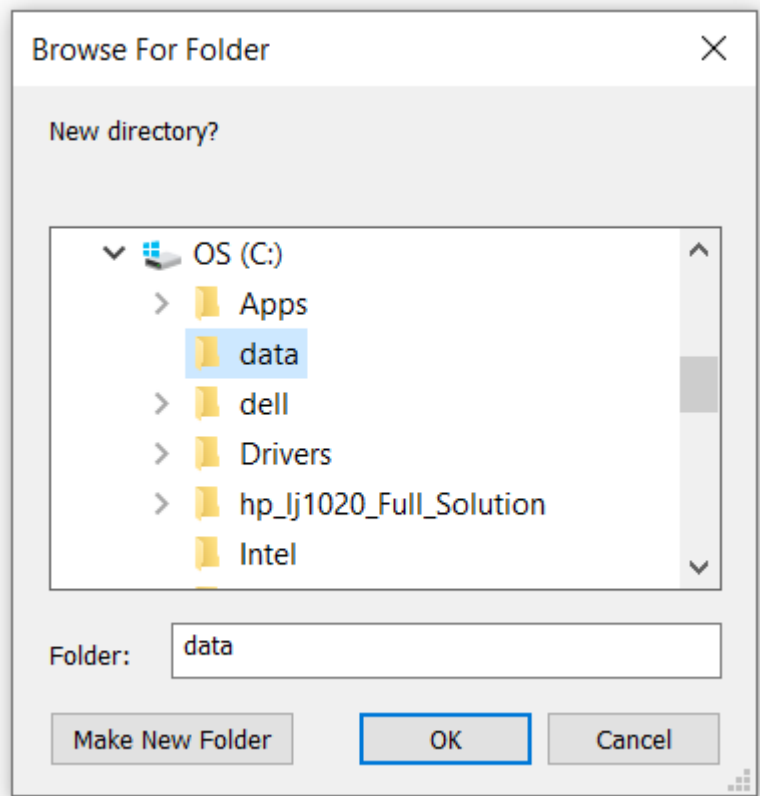 Browse For Folder
New directory?
OS (C:)
Apps
data
dell
Drivers
hp_lj1020_Full_Solution
Intel
Folder: data
Make New Folder OK Cancel